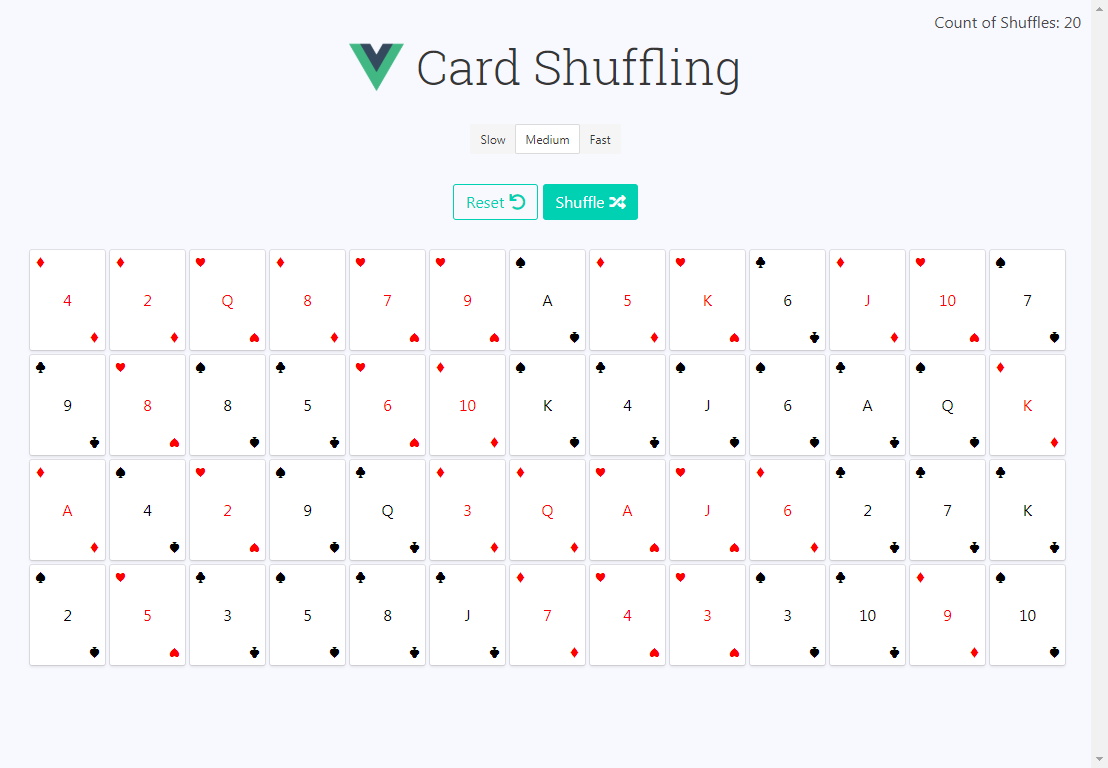 Count of Shuffles: 20
Card Shuffling
Slow Medium Fast
Reset Shuffle
4 2 Q 8 7 9 A 5 K 6 J 10 7
9 8 8 5 6 10 K 4 J 6 A Q K
A 4 2 9 Q 3 Q A J 6 2 7 K
2 5 3 5 8 J 7 4 3 3 10 9 10